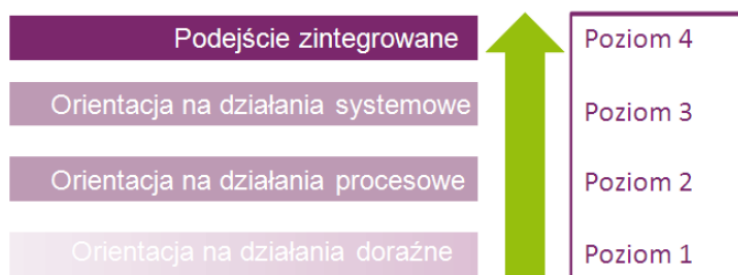 Podejście zintegrowane
Poziom 4
Orientacja na działania systemowe
Poziom 3
Orientacja na działania procesowe
Poziom 2
Orientacja na działania doraźne
Poziom 1